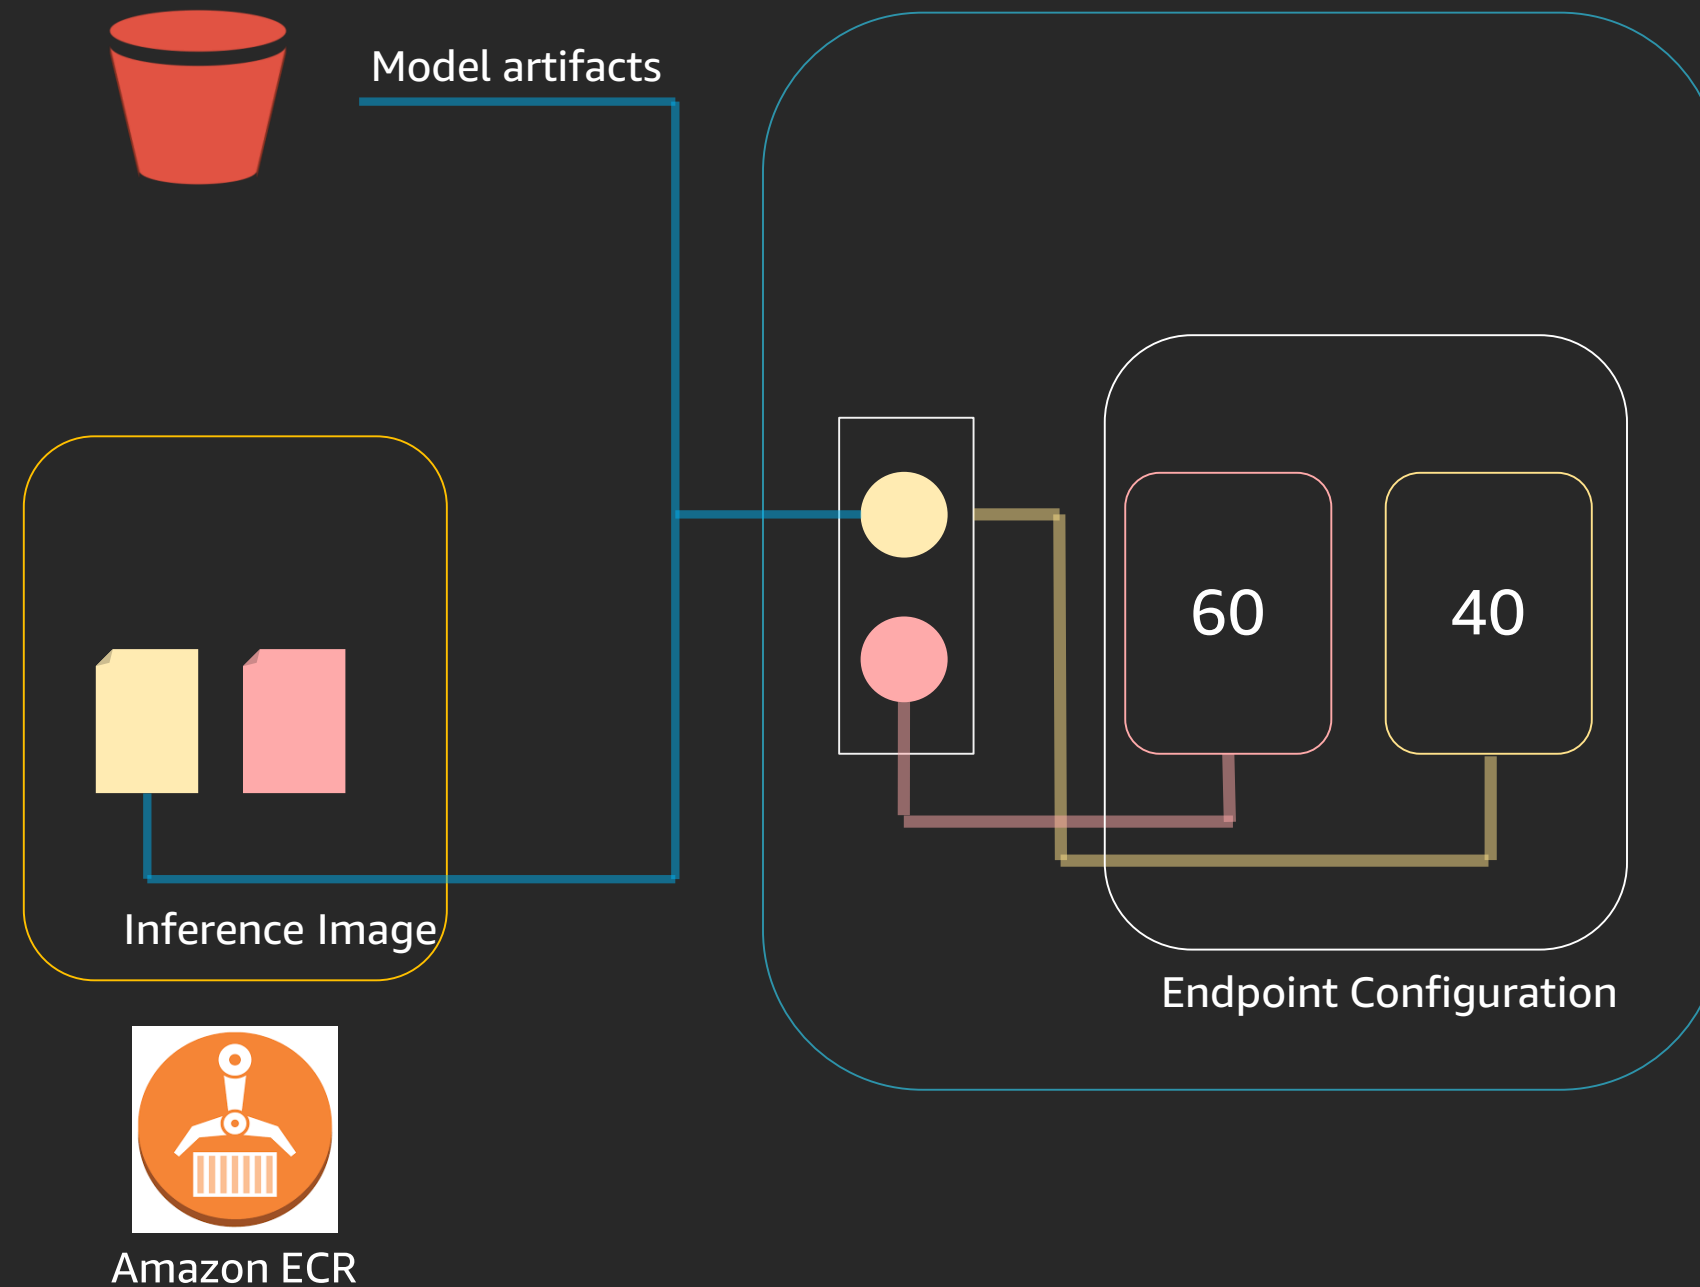 Model artifacts
60
40
Inference Image
Endpoint Configuration
Amazon ECR